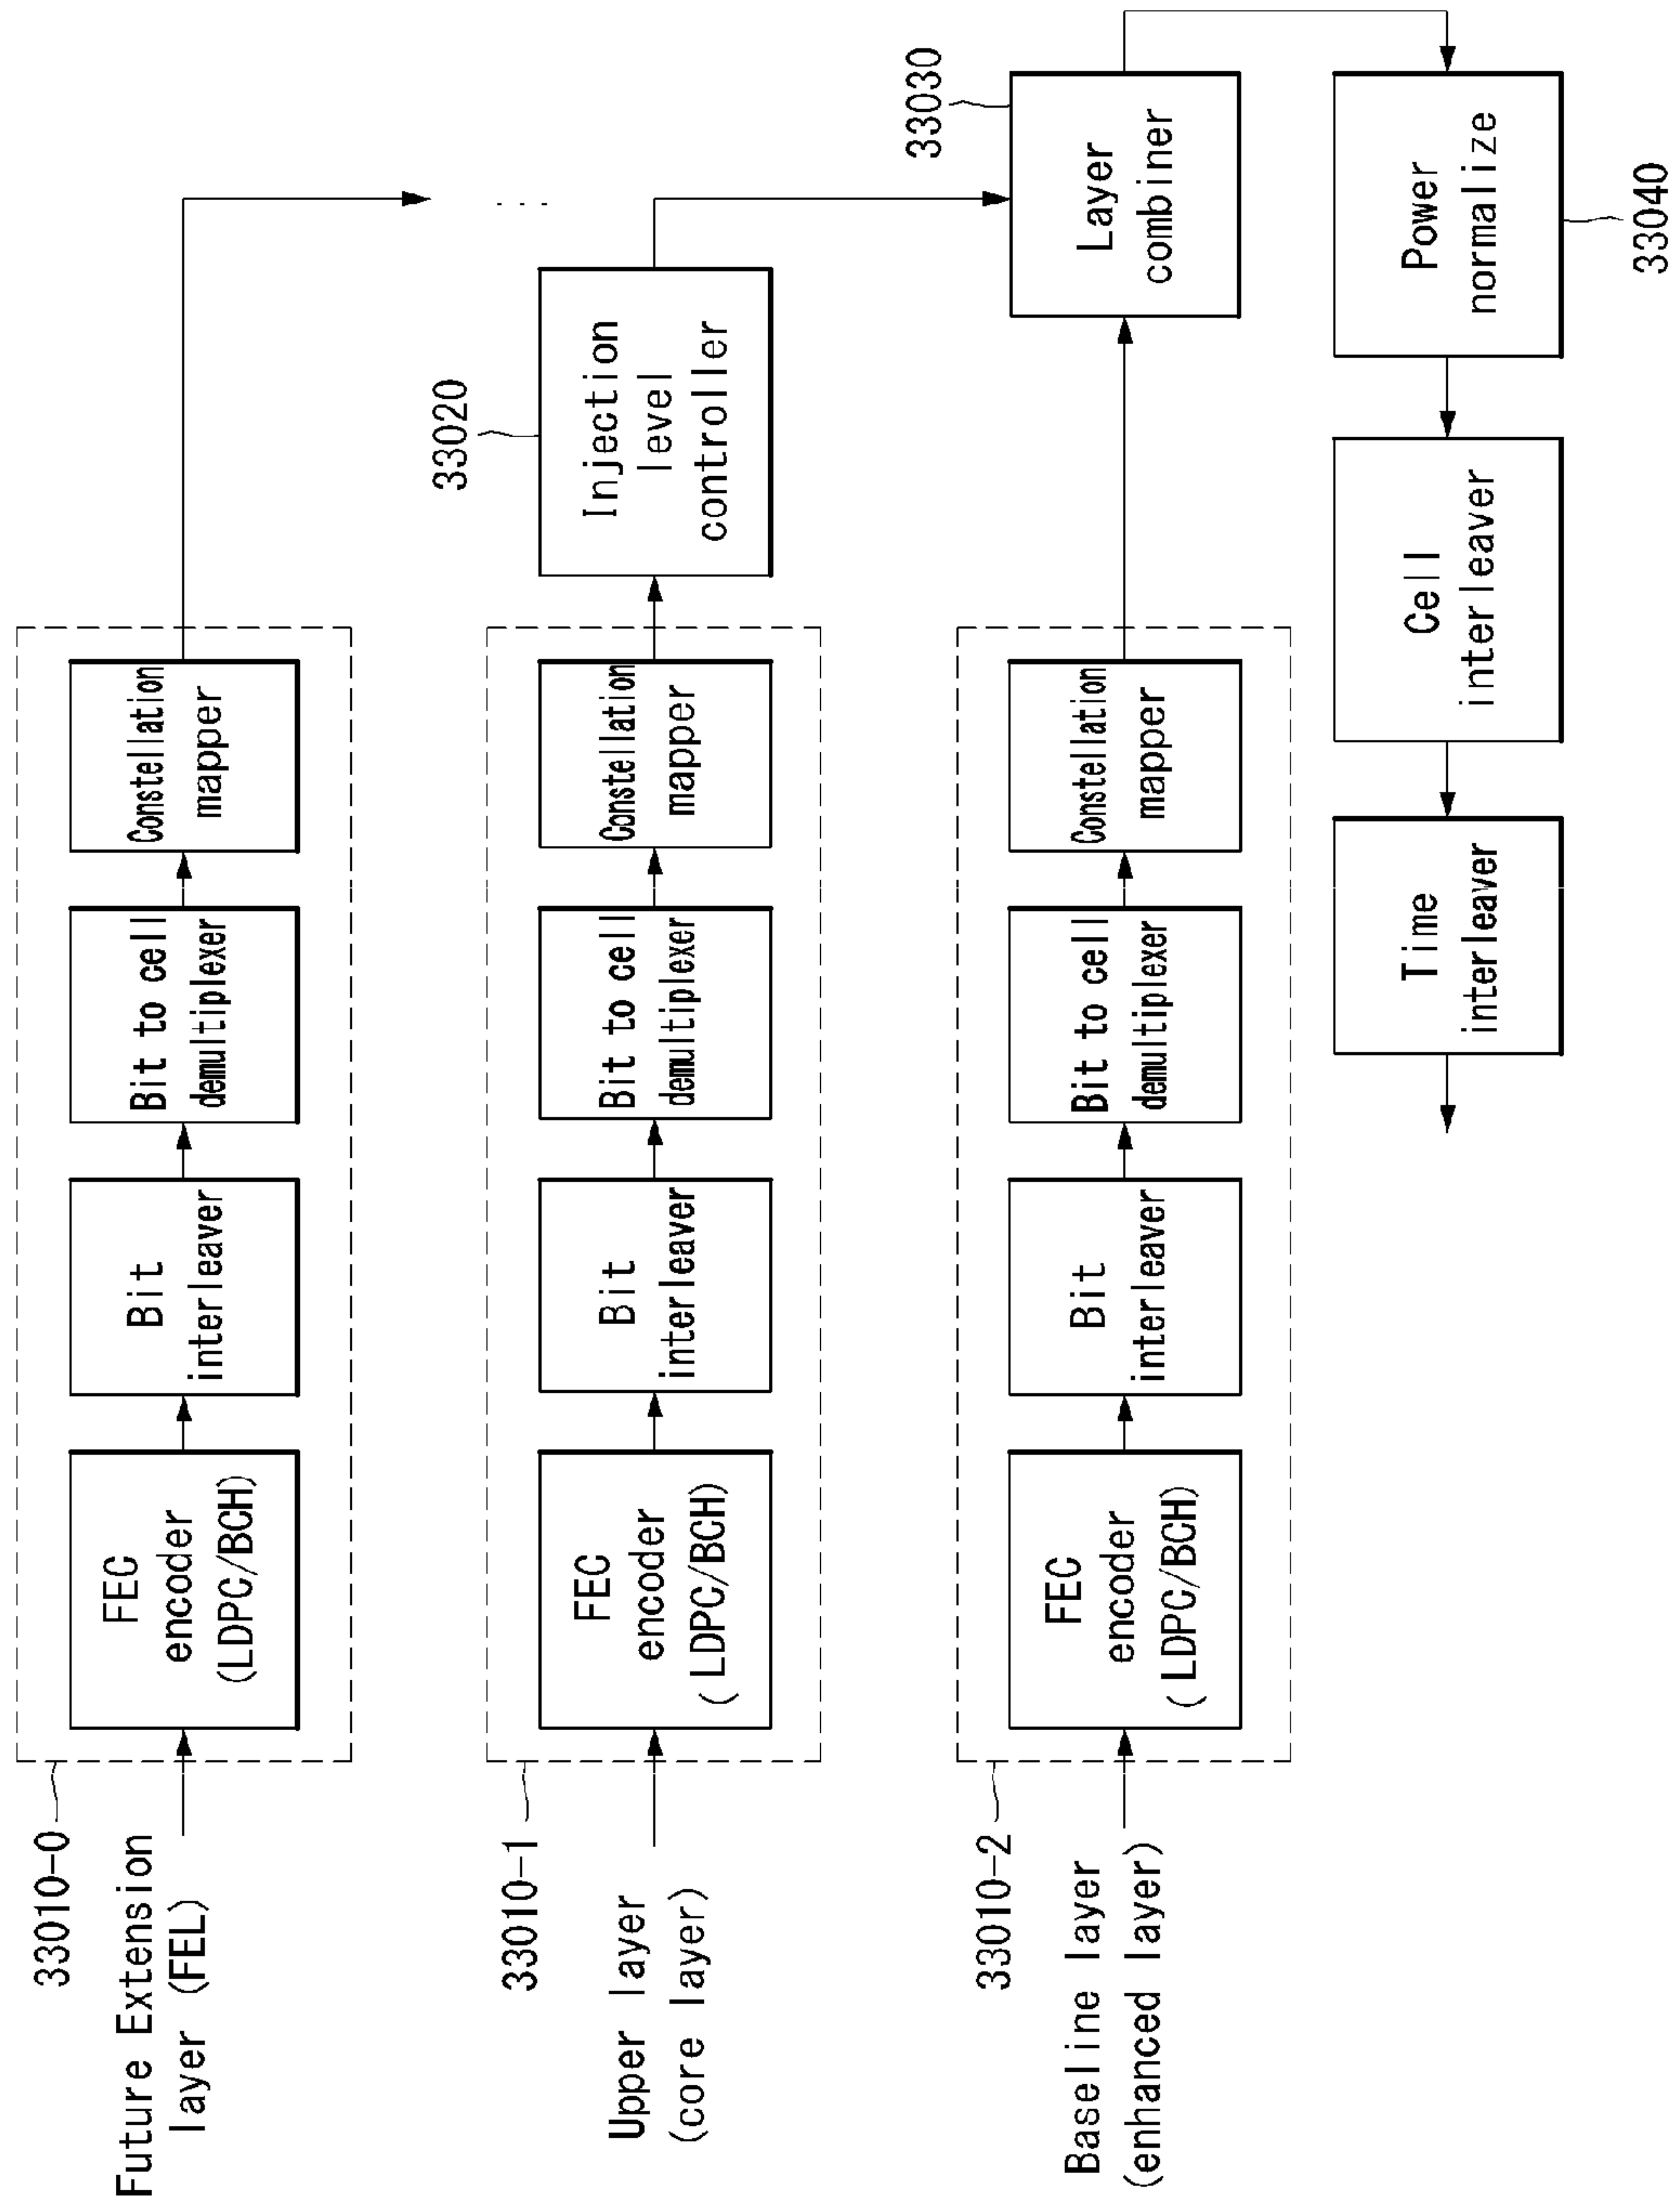 33010-0
Future Extension
layer (FEL)
FEC
encoder
(LDPC/BCH)
Bit
interleaver
Bit to cell
demultiplexer
Constellation
mapper
. . .
33010-1
Upper layer
(core layer)
FEC
encoder
(LDPC/BCH)
Bit
interleaver
Bit to cell
demultiplexer
Constellation
mapper
33020
Injection
level
controller
33010-2
Baseline layer
(enhanced layer)
FEC
encoder
(LDPC/BCH)
Bit
interleaver
Bit to cell
demultiplexer
Constellation
mapper
33030
Layer
combiner
Time
interleaver
Cell
interleaver
Power
normalize
33040